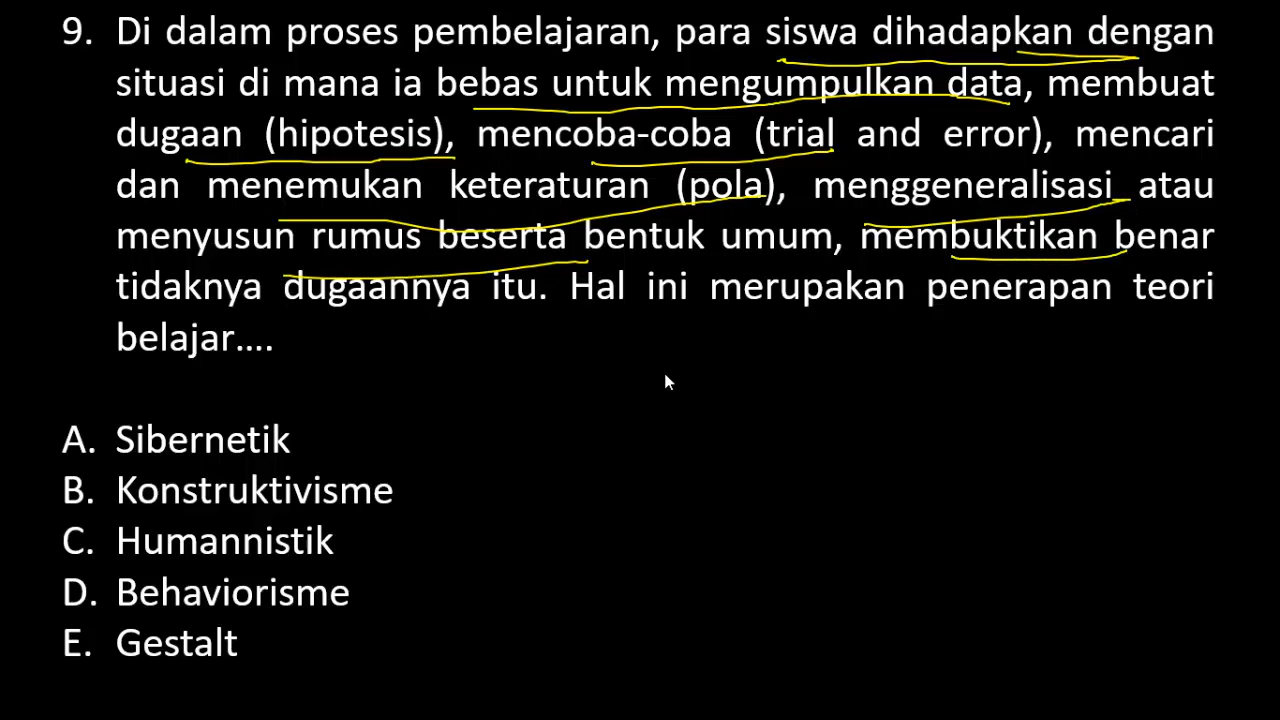 9. Di dalam proses pembelajaran, para siswa dihadapkan dengan
situasi di mana ia bebas untuk mengumpulkan data, membuat
dugaan (hipotesis), mencoba-coba (trial and error), mencari
dan menemukan keteraturan (pola), menggeneralisasi atau
menyusun rumus beserta bentuk umum, membuktikan benar
tidaknya dugaannya itu. Hal ini merupakan penerapan teori
belajar....
A. Sibernetik
B. Konstruktivisme
C. Humannistik
D. Behaviorisme
E. Gestalt